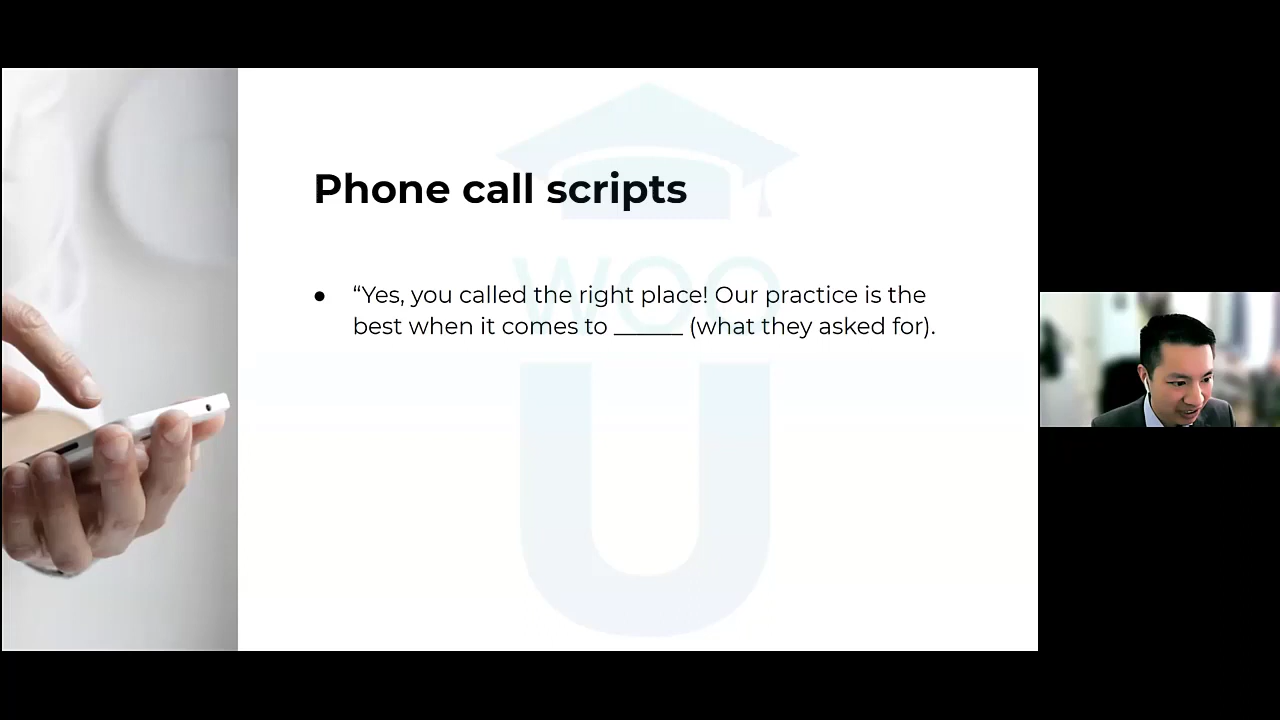 Phone call scripts
● “Yes, you called the right place! Our practice is the
best when it comes to ______ (what they asked for).
WOO
U